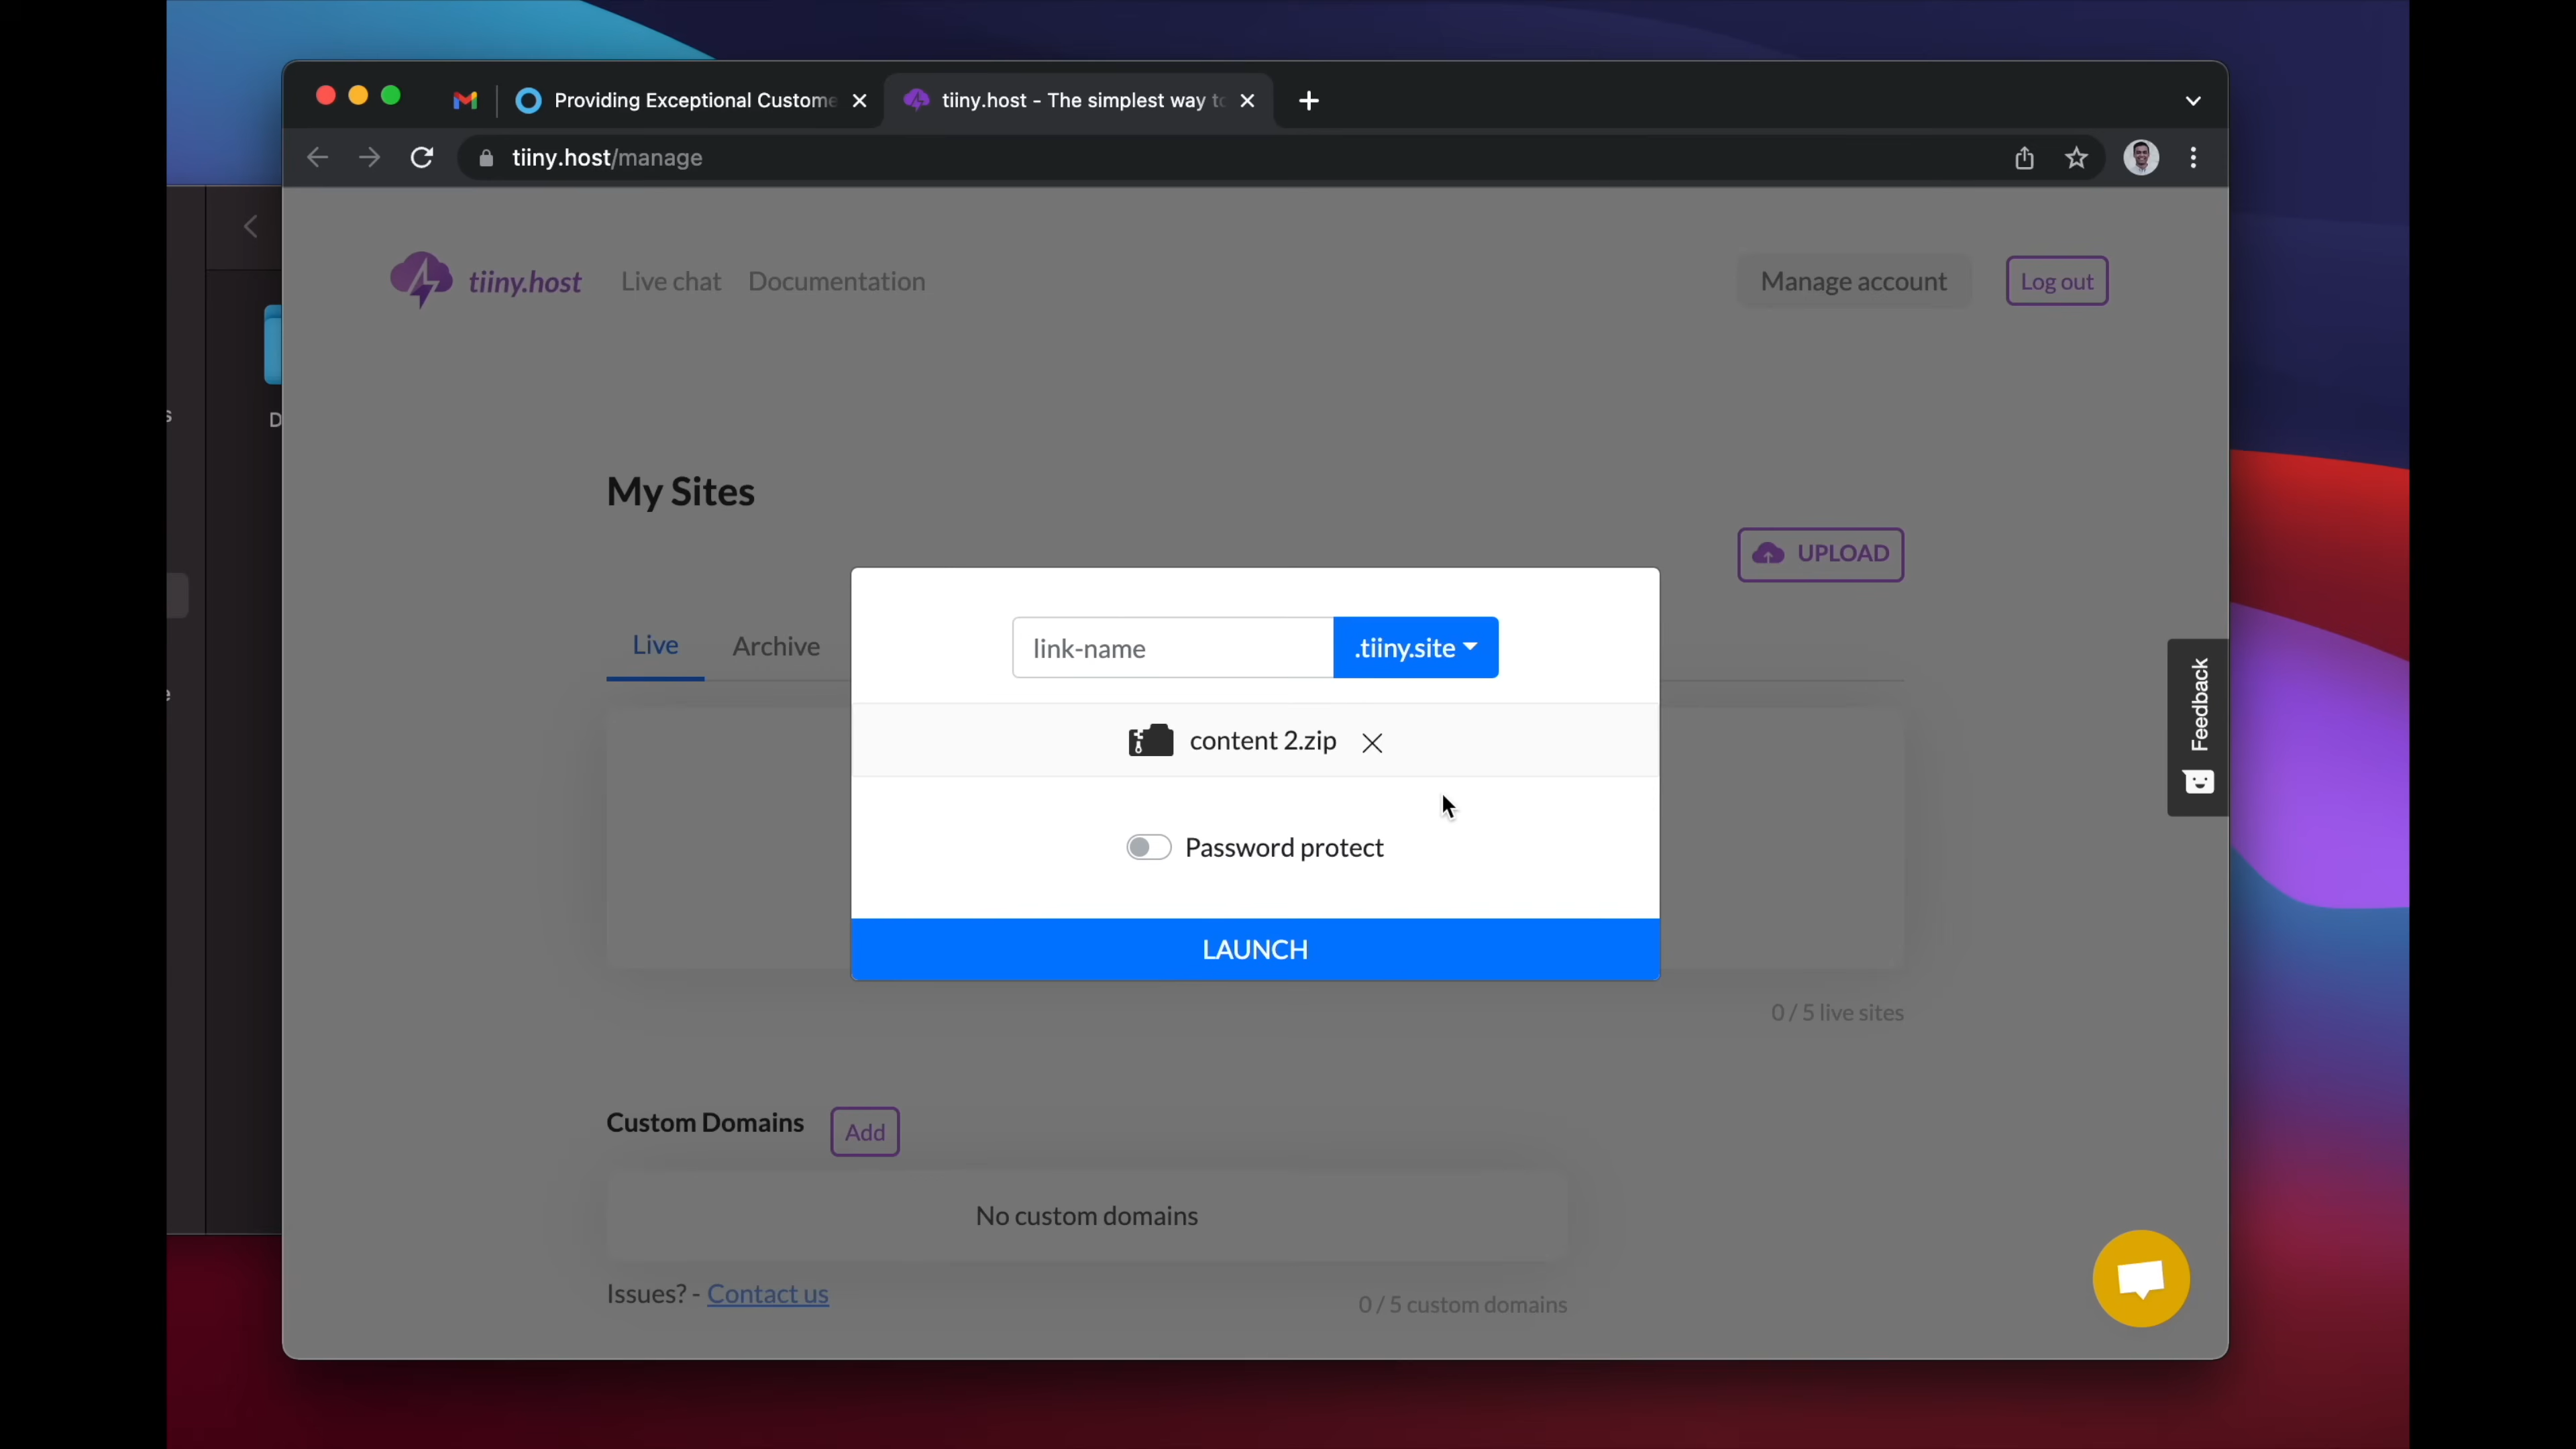 Providing Exceptional Custome
tiiny.host - The simplest way to
tiiny.host/manage
tiiny.host
Live chat
Documentation
Manage account
Log out
D
My Sites
UPLOAD
Live
Archive
link-name
.tiiny.site
content 2.zip
Password protect
LAUNCH
Feedback
0 / 5 live sites
Custom Domains
Add
No custom domains
Issues? - Contact us
0 / 5 custom domains